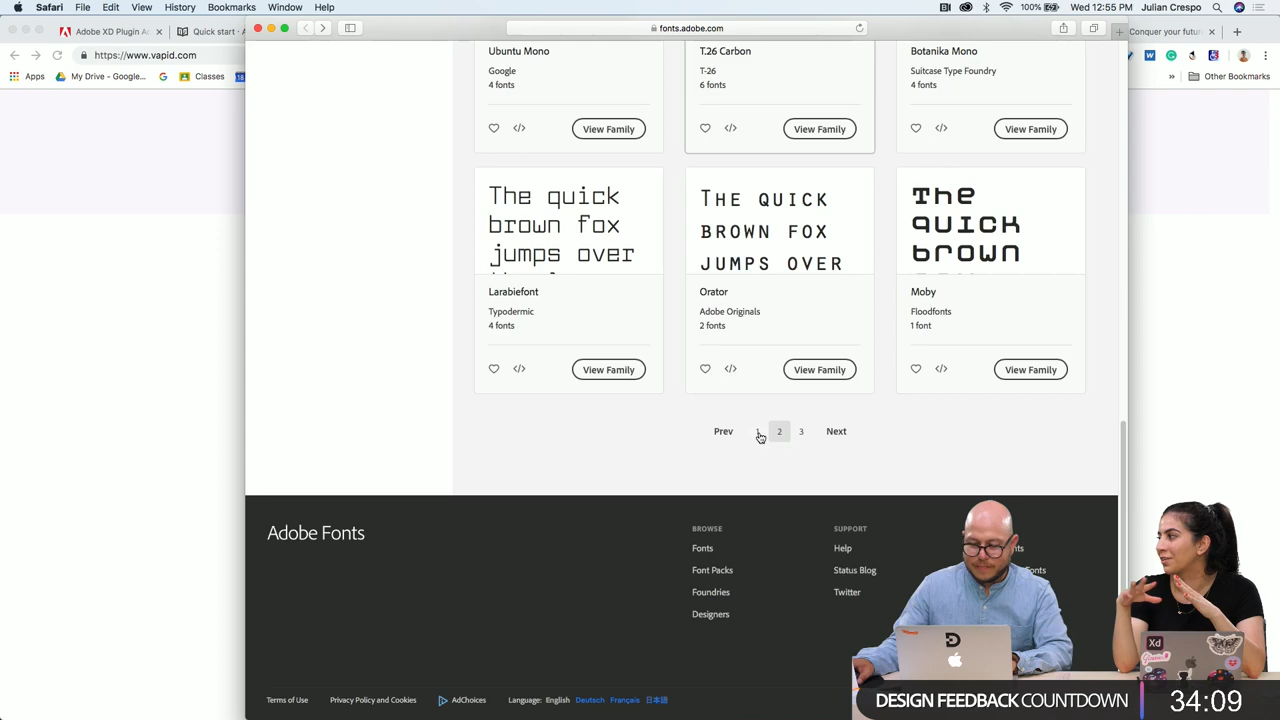 Safari File Edit View History Bookmarks Window Help
100% Wed 12:55 PM Julian Crespo
Adobe XD Plugin A
Quick start · A
fonts.adobe.com
Conquer your futu
https://www.vapid.com
Apps My Drive - Google... Classes
Other Bookmarks
Ubuntu Mono
Google
4 fonts
View Family
T.26 Carbon
T-26
6 fonts
View Family
Botanika Mono
Suitcase Type Foundry
4 fonts
View Family
The quick
brown fox
jumps over
Larabiefont
Typodermic
4 fonts
View Family
THE QUICK
BROWN FOX
JUMPS OVER
Orator
Adobe Originals
2 fonts
View Family
The
quick
brown
Moby
Floodfonts
1 font
View Family
Prev 1 2 3 Next
Adobe Fonts
BROWSE
Fonts
Font Packs
Foundries
Designers
SUPPORT
Help
Status Blog
Twitter
nts
Fonts
Terms of Use Privacy Policy and Cookies AdChoices Language: English Deutsch Français 日本語
Xd
DESIGN FEEDBACK COUNTDOWN 34:09